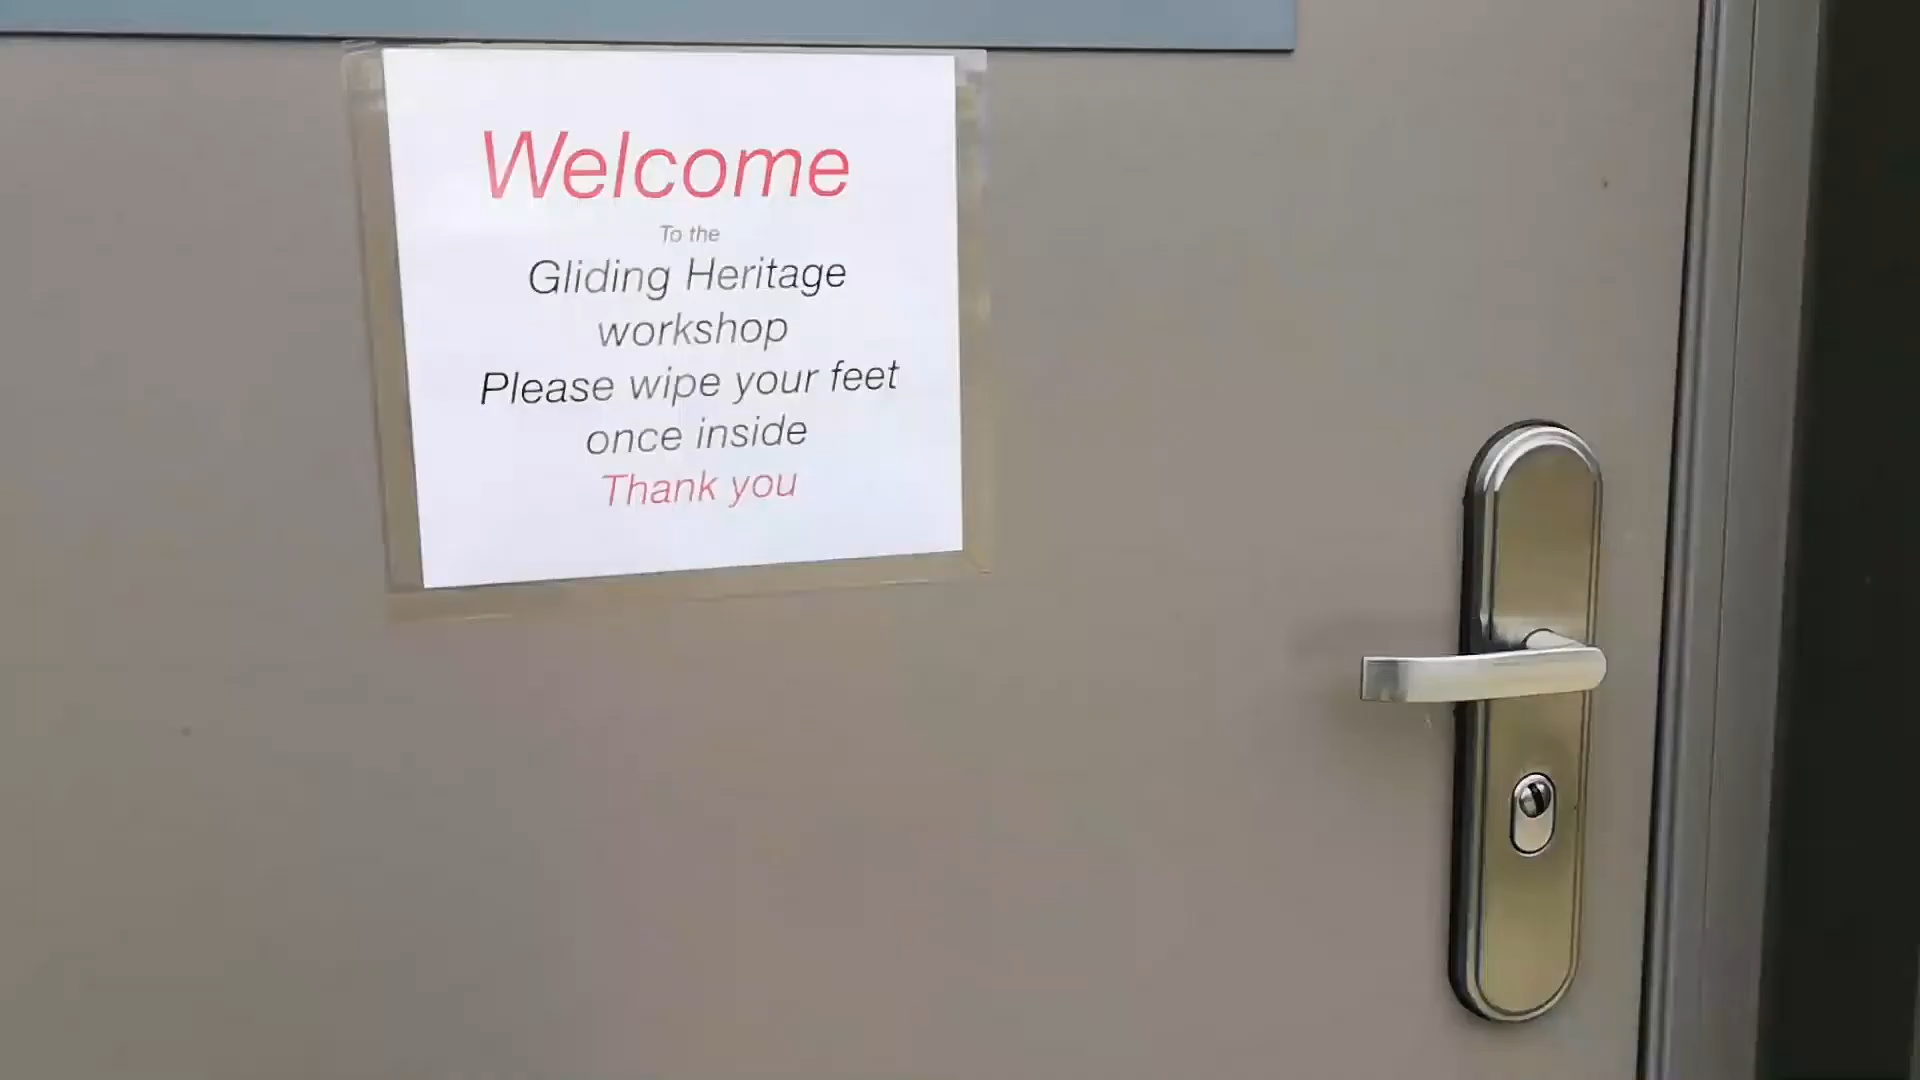 Welcome
To the
Gliding Heritage
workshop
Please wipe your feet
once inside
Thank you